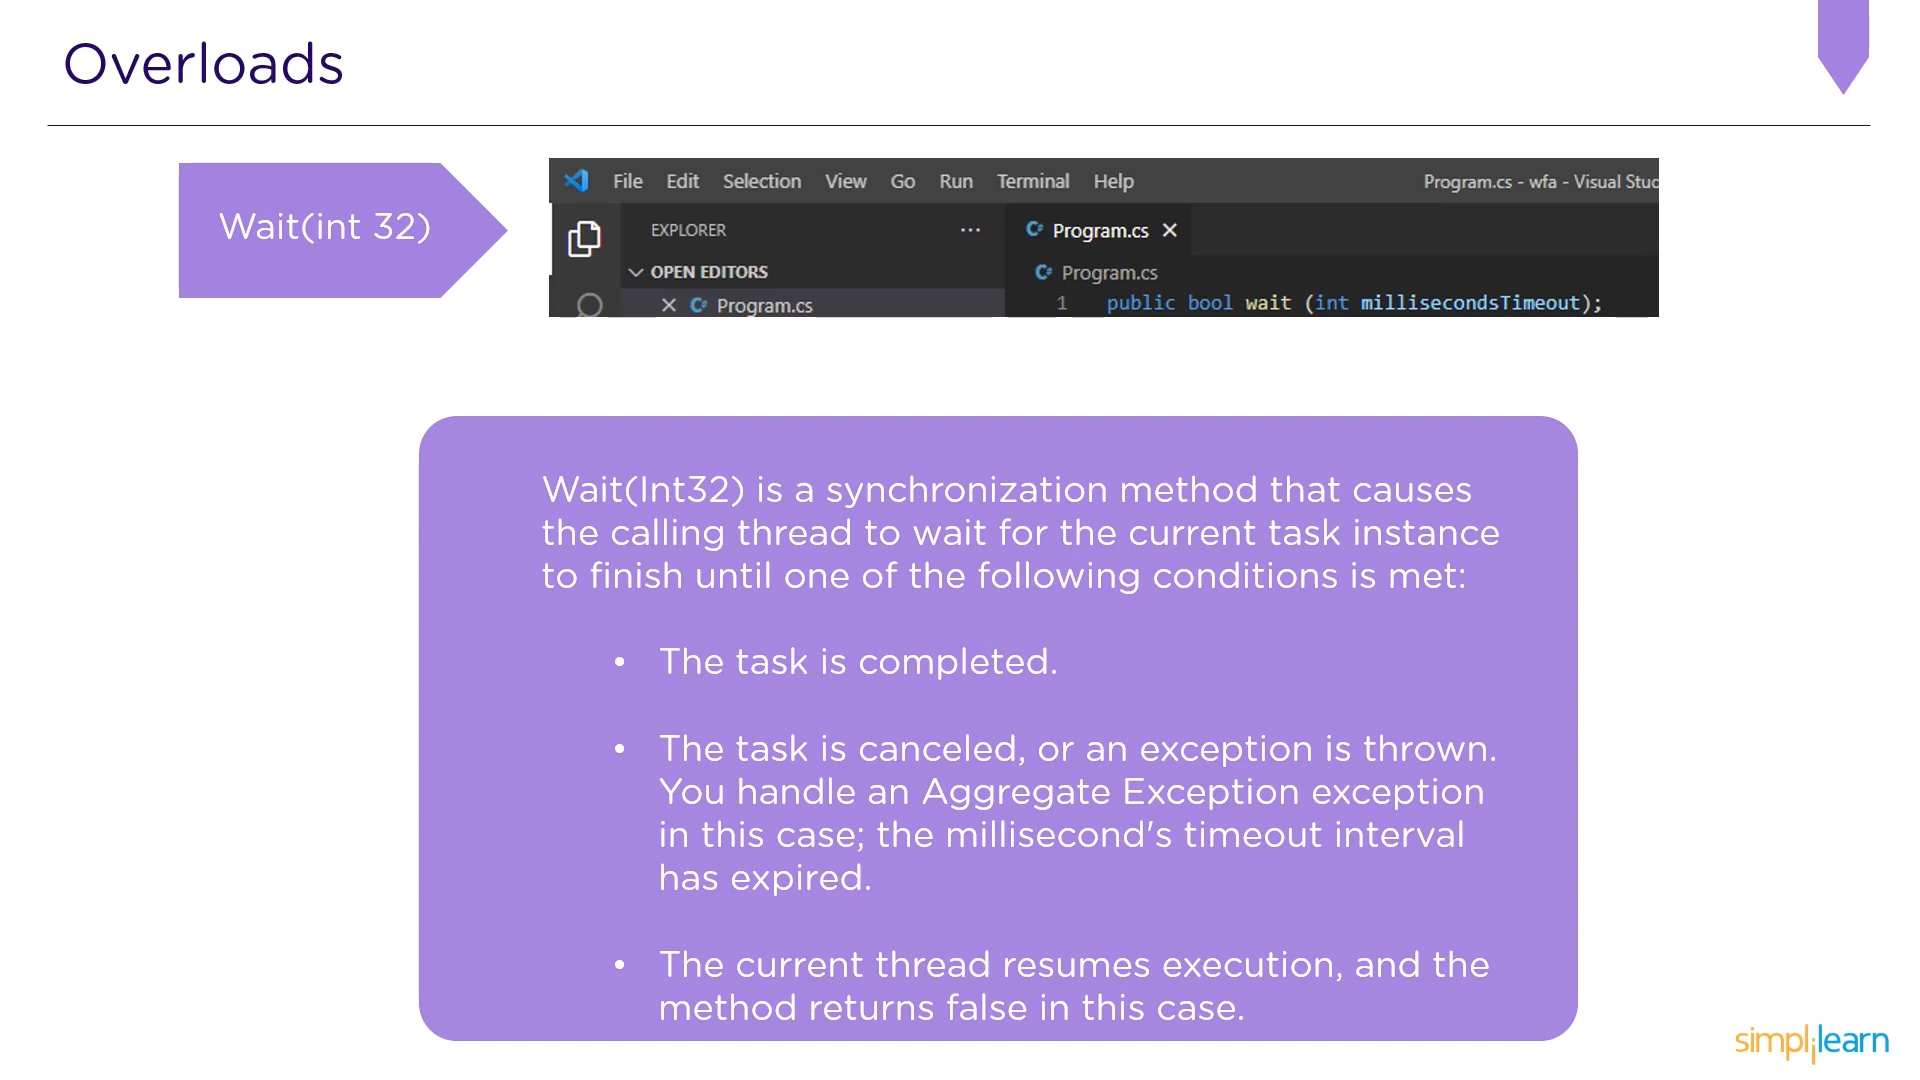 Overloads
Wait(int 32)
File Edit Selection View Go Run Terminal Help Program.cs - wfa - Visual Stuc
EXPLORER ··· Program.cs
OPEN EDITORS Program.cs
Program.cs 1 public bool wait (int millisecondsTimeout);
Wait(Int32) is a synchronization method that causes
the calling thread to wait for the current task instance
to finish until one of the following conditions is met:
• The task is completed.
• The task is canceled, or an exception is thrown.
You handle an Aggregate Exception exception
in this case; the millisecond's timeout interval
has expired.
• The current thread resumes execution, and the
method returns false in this case.
simplilearn